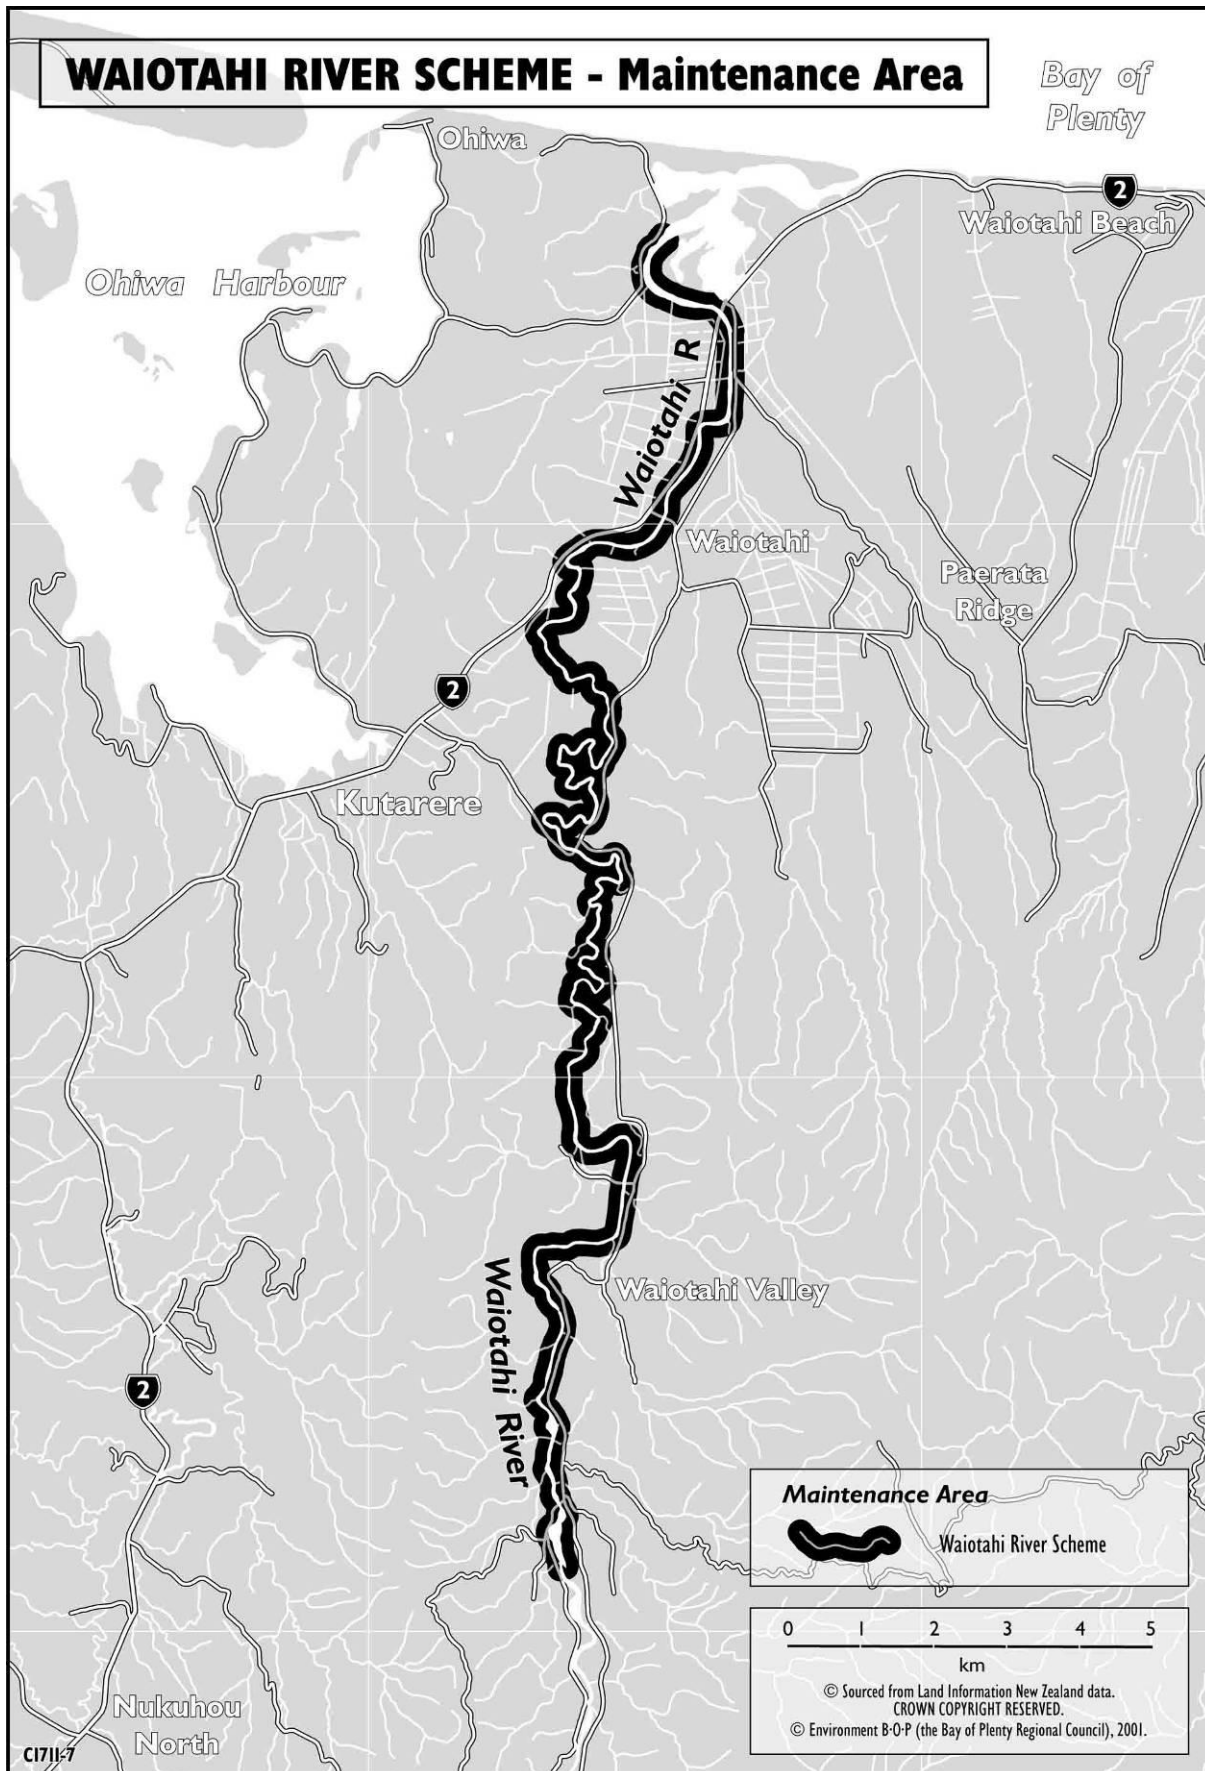 WAIOTAHI RIVER SCHEME - Maintenance Area
Bay of
Plenty
Ohiwa
2
Waiotahi Beach
Ohiwa Harbour
Waiotahi R
Waiotahi
Paerata
Ridge
2
Kutarere
Waiotahi Valley
Waiotahi River
2
Maintenance Area
Waiotahi River Scheme
0 1 2 3 4 5
km
© Sourced from Land Information New Zealand data.
CROWN COPYRIGHT RESERVED.
© Environment B·O·P (the Bay of Plenty Regional Council), 2001.
Nukuhou
North
C1711-7